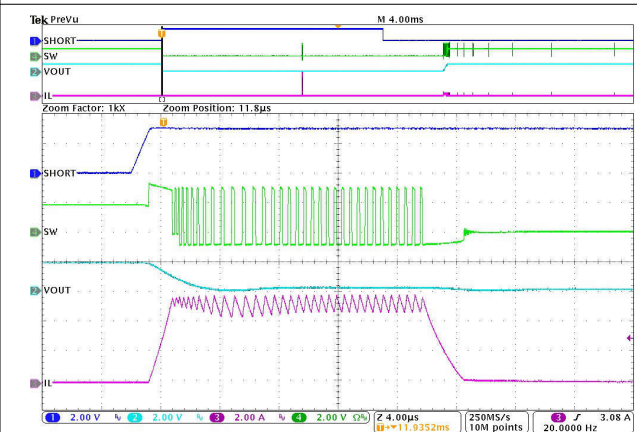 Tek PreVu M 4.00ms
1 SHORT
4 SW
2 VOUT
3 IL
Zoom Factor: 1kX Zoom Position: 11.8µs
T
1 SHORT
4 SW
2 VOUT
3 IL
1 2.00 V 2 2.00 V 3 2.00 A 4 2.00 V Ω Z 4.00µs 250MS/s 3 3.08 A
T 11.9352ms 10M points 20.0000 Hz